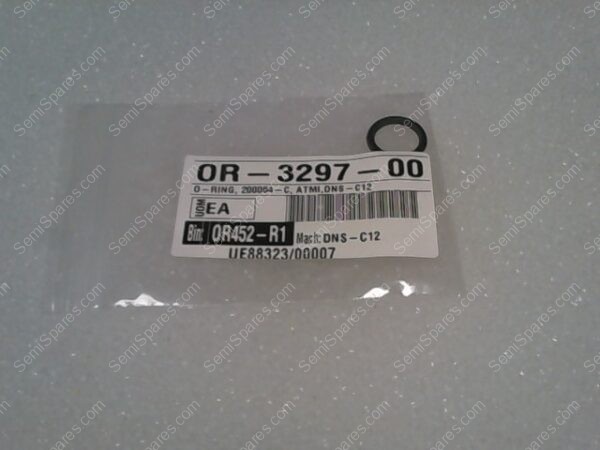 OR-3297-00
O-RING, 200064-C, ATMI,DNS-C12
UOM EA
Bin: OR452-R1 Mach: DNS-C12
UE88323/00007
SemiSpares.com